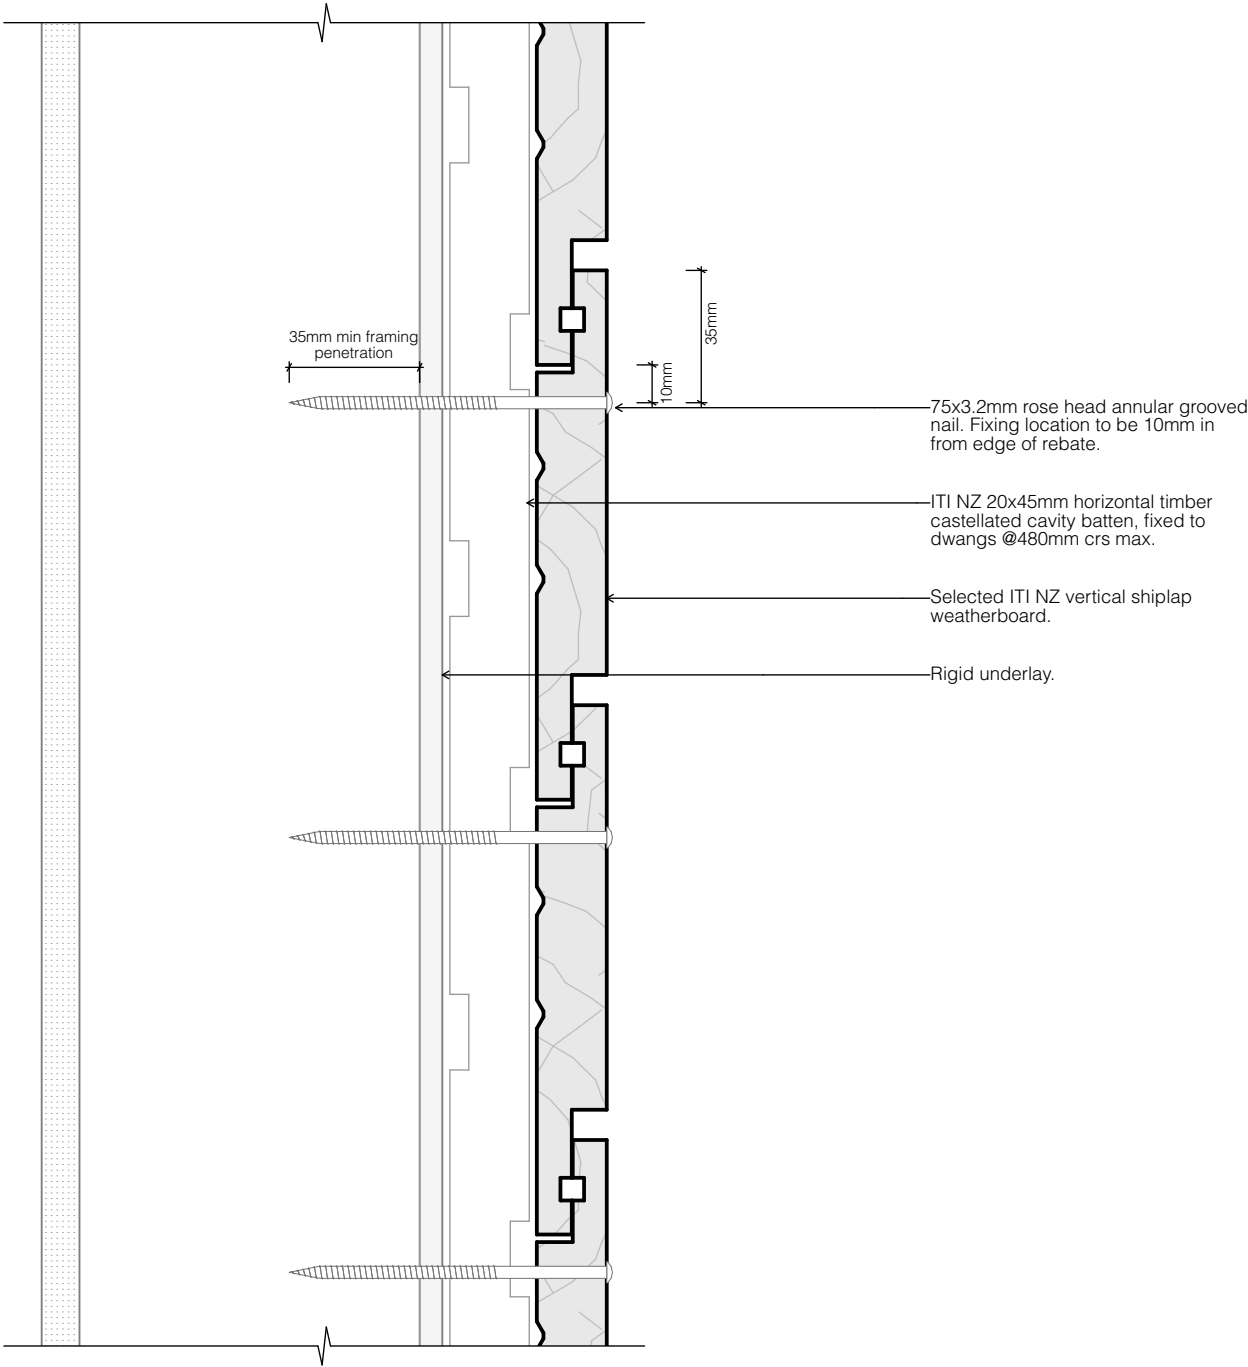 35mm min framing
penetration
35mm
10mm
75x3.2mm rose head annular grooved
nail. Fixing location to be 10mm in
from edge of rebate.
ITI NZ 20x45mm horizontal timber
castellated cavity batten, fixed to
dwangs @480mm crs max.
Selected ITI NZ vertical shiplap
weatherboard.
Rigid underlay.